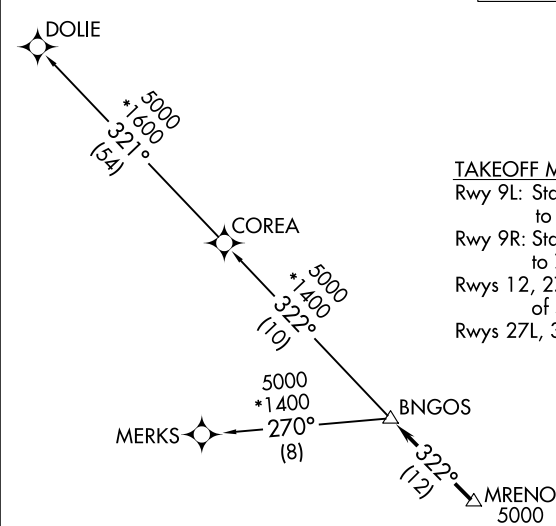 DOLIE
5000
*1600
321°
(54)
COREA
TAKEOFF M
Rwy 9L: Sta
to
Rwy 9R: Sta
to
Rwys 12, 2
of
Rwys 27L, 3
5000
*1400
322°
(10)
5000
*1400
270°
(8)
MERKS
BNGOS
322°
(12)
MRENO
5000